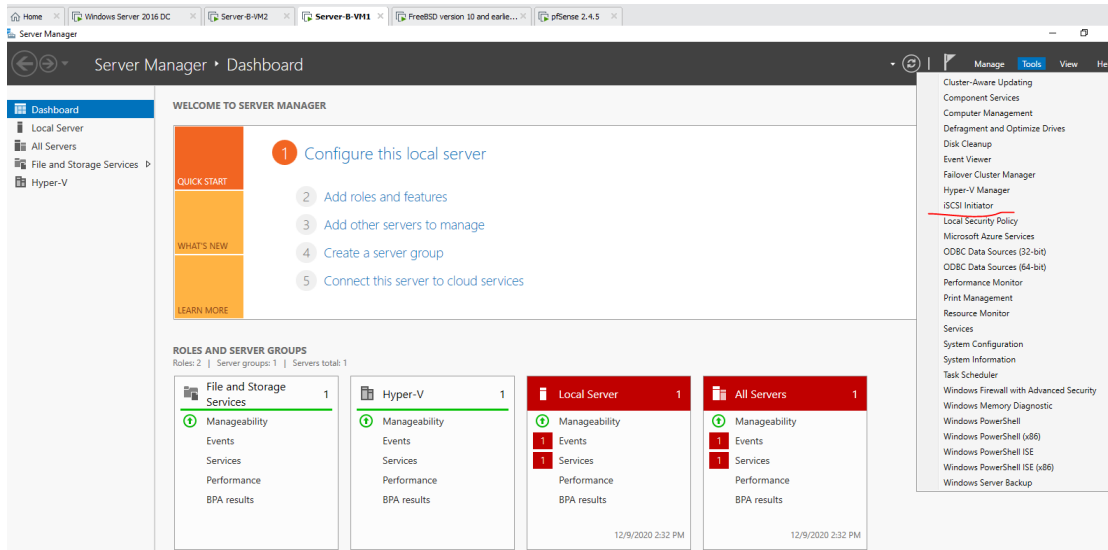 Home
Windows Server 2016 DC
Server-B-VM2
Server-B-VM1
FreeBSD version 10 and earlie...
pfSense 2.4.5
Server Manager
Server Manager • Dashboard
Manage
Tools
View
He
Dashboard
Local Server
All Servers
File and Storage Services
Hyper-V
WELCOME TO SERVER MANAGER
QUICK START
WHAT'S NEW
LEARN MORE
1 Configure this local server
2 Add roles and features
3 Add other servers to manage
4 Create a server group
5 Connect this server to cloud services
Cluster-Aware Updating
Component Services
Computer Management
Defragment and Optimize Drives
Disk Cleanup
Event Viewer
Failover Cluster Manager
Hyper-V Manager
iSCSI Initiator
Local Security Policy
Microsoft Azure Services
ODBC Data Sources (32-bit)
ODBC Data Sources (64-bit)
Performance Monitor
Print Management
Resource Monitor
Services
System Configuration
System Information
Task Scheduler
Windows Firewall with Advanced Security
Windows Memory Diagnostic
Windows PowerShell
Windows PowerShell (x86)
Windows PowerShell ISE
Windows PowerShell ISE (x86)
Windows Server Backup
ROLES AND SERVER GROUPS
Roles: 2 | Server groups: 1 | Servers total: 1
File and Storage
Services
1
Manageability
Events
Services
Performance
BPA results
Hyper-V 1
Manageability
Events
Services
Performance
BPA results
Local Server 1
Manageability
1 Events
1 Services
Performance
BPA results
12/9/2020 2:32 PM
All Servers 1
Manageability
1 Events
1 Services
Performance
BPA results
12/9/2020 2:32 PM